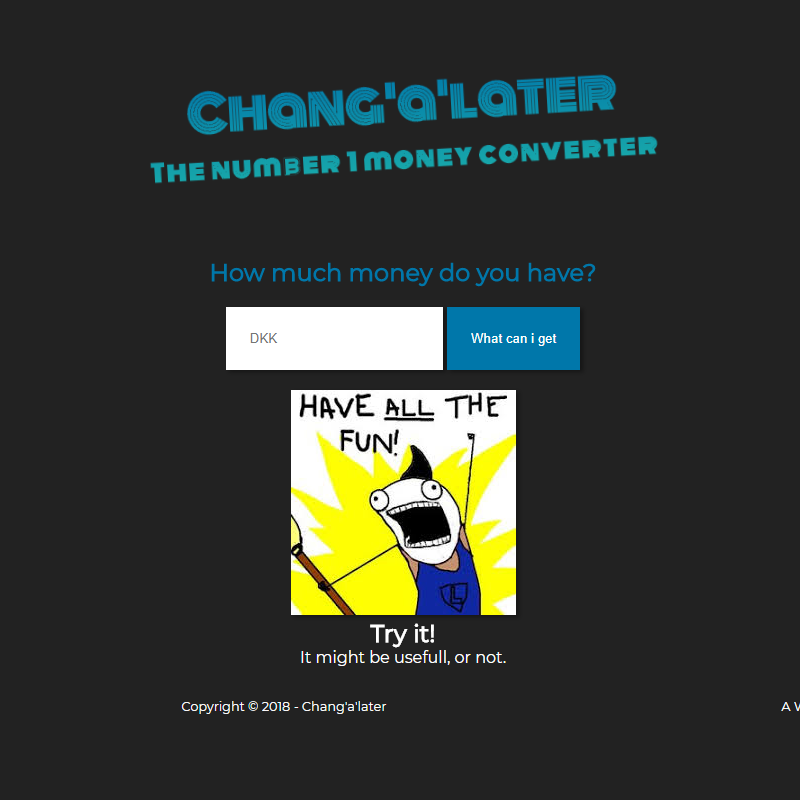 Chang'a'later
The number 1 money converter
How much money do you have?
DKK
What can i get
HAVE ALL THE
FUN!
L
Try it!
It might be usefull, or not.
Copyright © 2018 - Chang'a'later
A